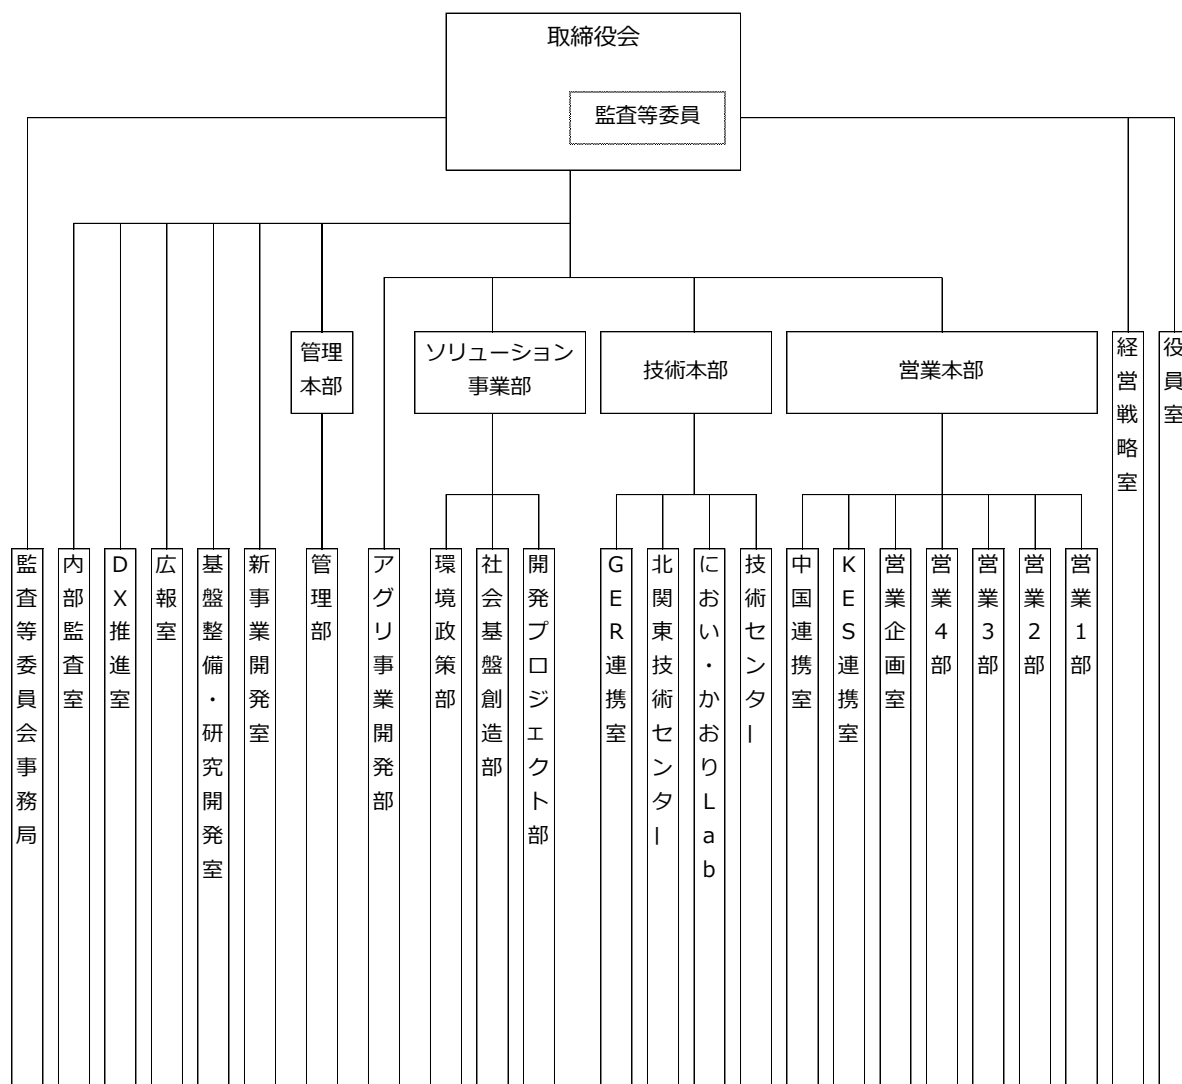 取締役会
監査等委員
管理
本部
ソリューション
事業部
技術本部
営業本部
経営戦略室
役員室
監査等委員会事務局
内部監査室
DX推進室
広報室
基盤整備・研究開発室
新事業開発室
管理部
アグリ事業開発部
環境政策部
社会基盤創造部
開発プロジェクト部
GER連携室
北関東技術センター
におい・かおりLab
技術センター
中国連携室
KES連携室
営業企画室
営業4部
営業3部
営業2部
営業1部